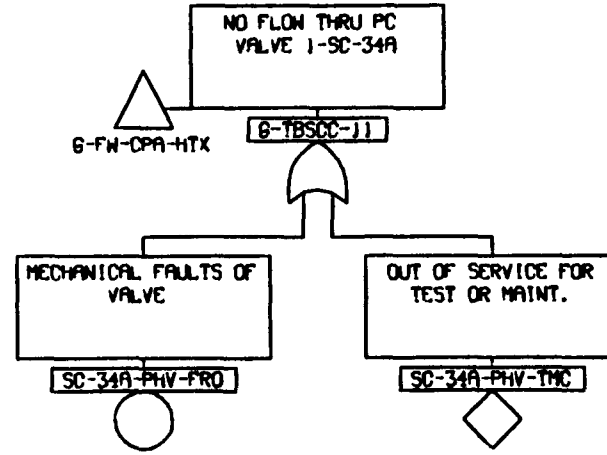 NO FLOW THRU PC
VALVE 1-SC-34A
G-FW-CPA-HTX
G-TBSCC-11
MECHANICAL FAULTS OF
VALVE
OUT OF SERVICE FOR
TEST OR MAINT.
SC-34A-PHV-FRO
SC-34A-PHV-TMC